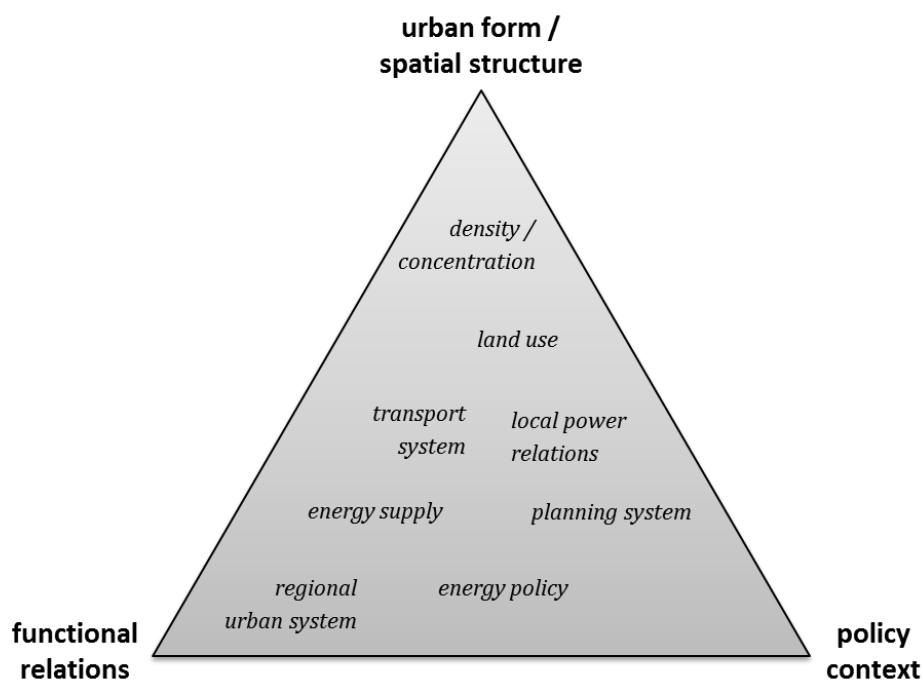 urban form /
spatial structure
density /
concentration
land use
transport
system
local power
relations
energy supply
planning system
regional
urban system
energy policy
functional
relations
policy
context